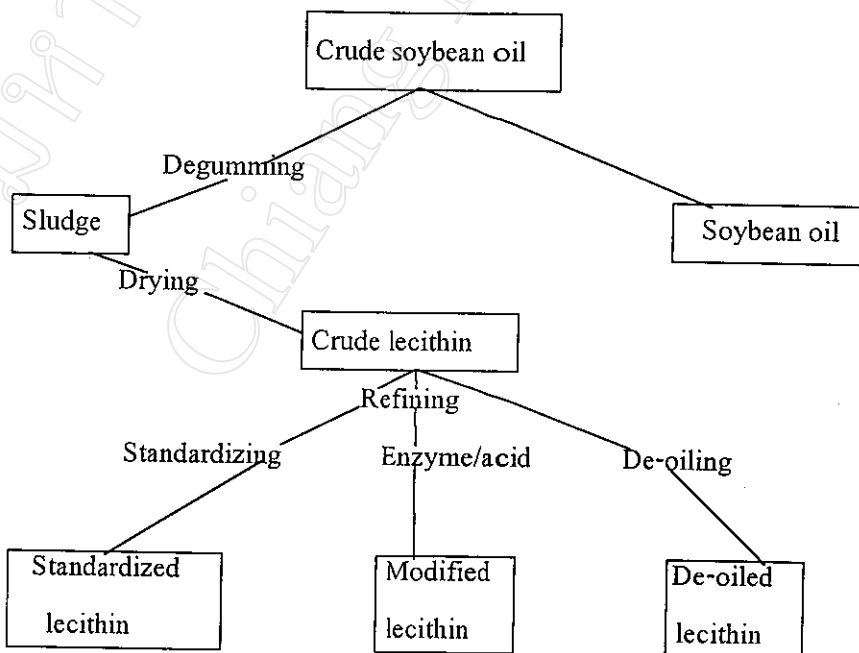 Crude soybean oil
Degumming
Sludge
Soybean oil
Drying
Crude lecithin
Refining
Standardizing Enzyme/acid De-oiling
Standardized
lecithin
Modified
lecithin
De-oiled
lecithin
Chiang